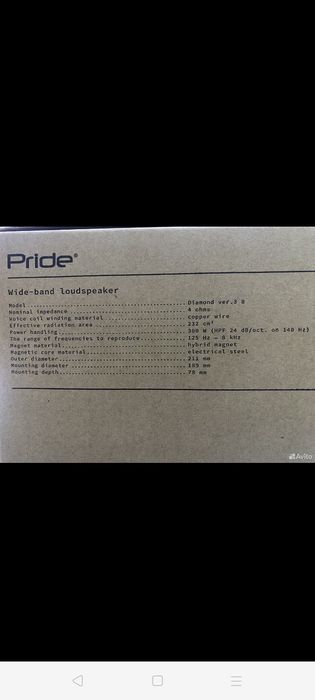 Pride®
Wide-band loudspeaker
Model ........ Diamond ver.3 8
Nominal impedance ........ 4 ohms
Voice coil winding material ........ copper wire
Effective radiation area ........ 232 cm²
Power handling ........ 300 W (HPF 24 dB/oct. on 140 Hz)
The range of frequencies to reproduce ........ 125 Hz – 8 kHz
Magnet material ........ hybrid magnet
Magnetic core material ........ electrical steel
Outer diameter ........ 211 mm
Mounting diameter ........ 185 mm
Mounting depth ........ 78 mm
Avito